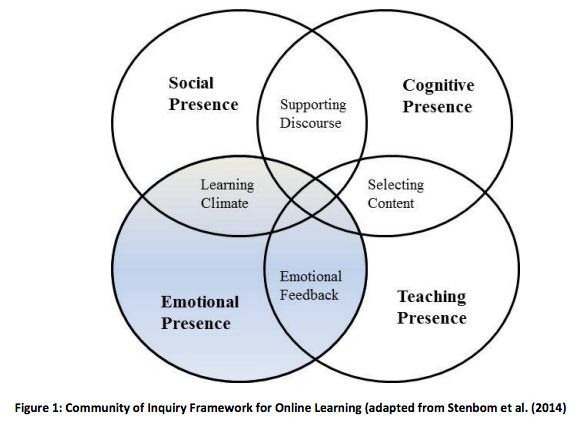 Social
Presence
Cognitive
Presence
Supporting
Discourse
Learning
Climate
Selecting
Content
Emotional
Presence
Emotional
Feedback
Teaching
Presence
Figure 1: Community of Inquiry Framework for Online Learning (adapted from Stenbom et al. (2014)